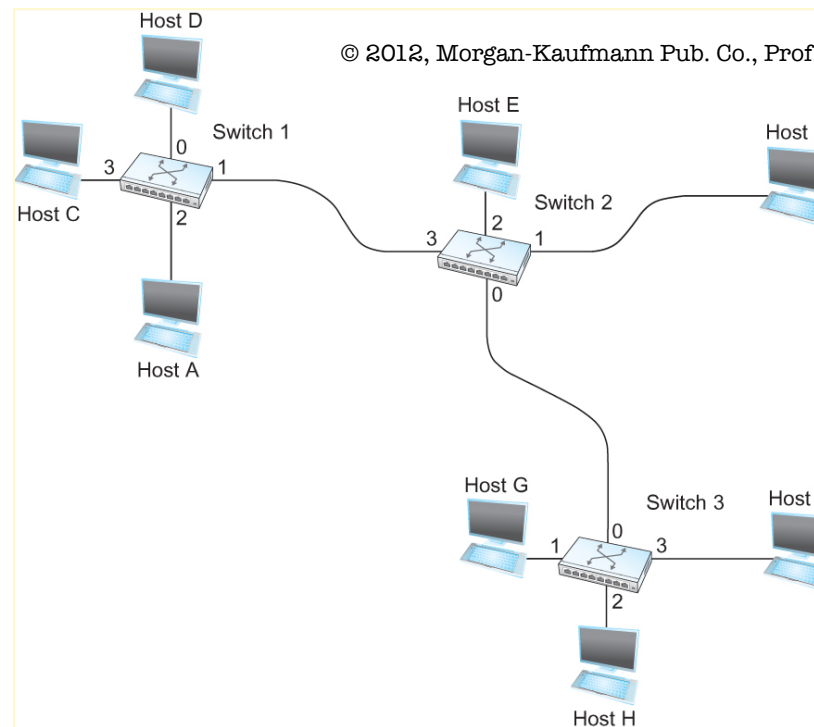 Host D
© 2012, Morgan-Kaufmann Pub. Co., Prof
Host E
Host
Switch 1
0
3
1
2
Host C
Switch 2
2
3
1
0
Host A
Host G
Switch 3
Host
0
1
3
2
Host H